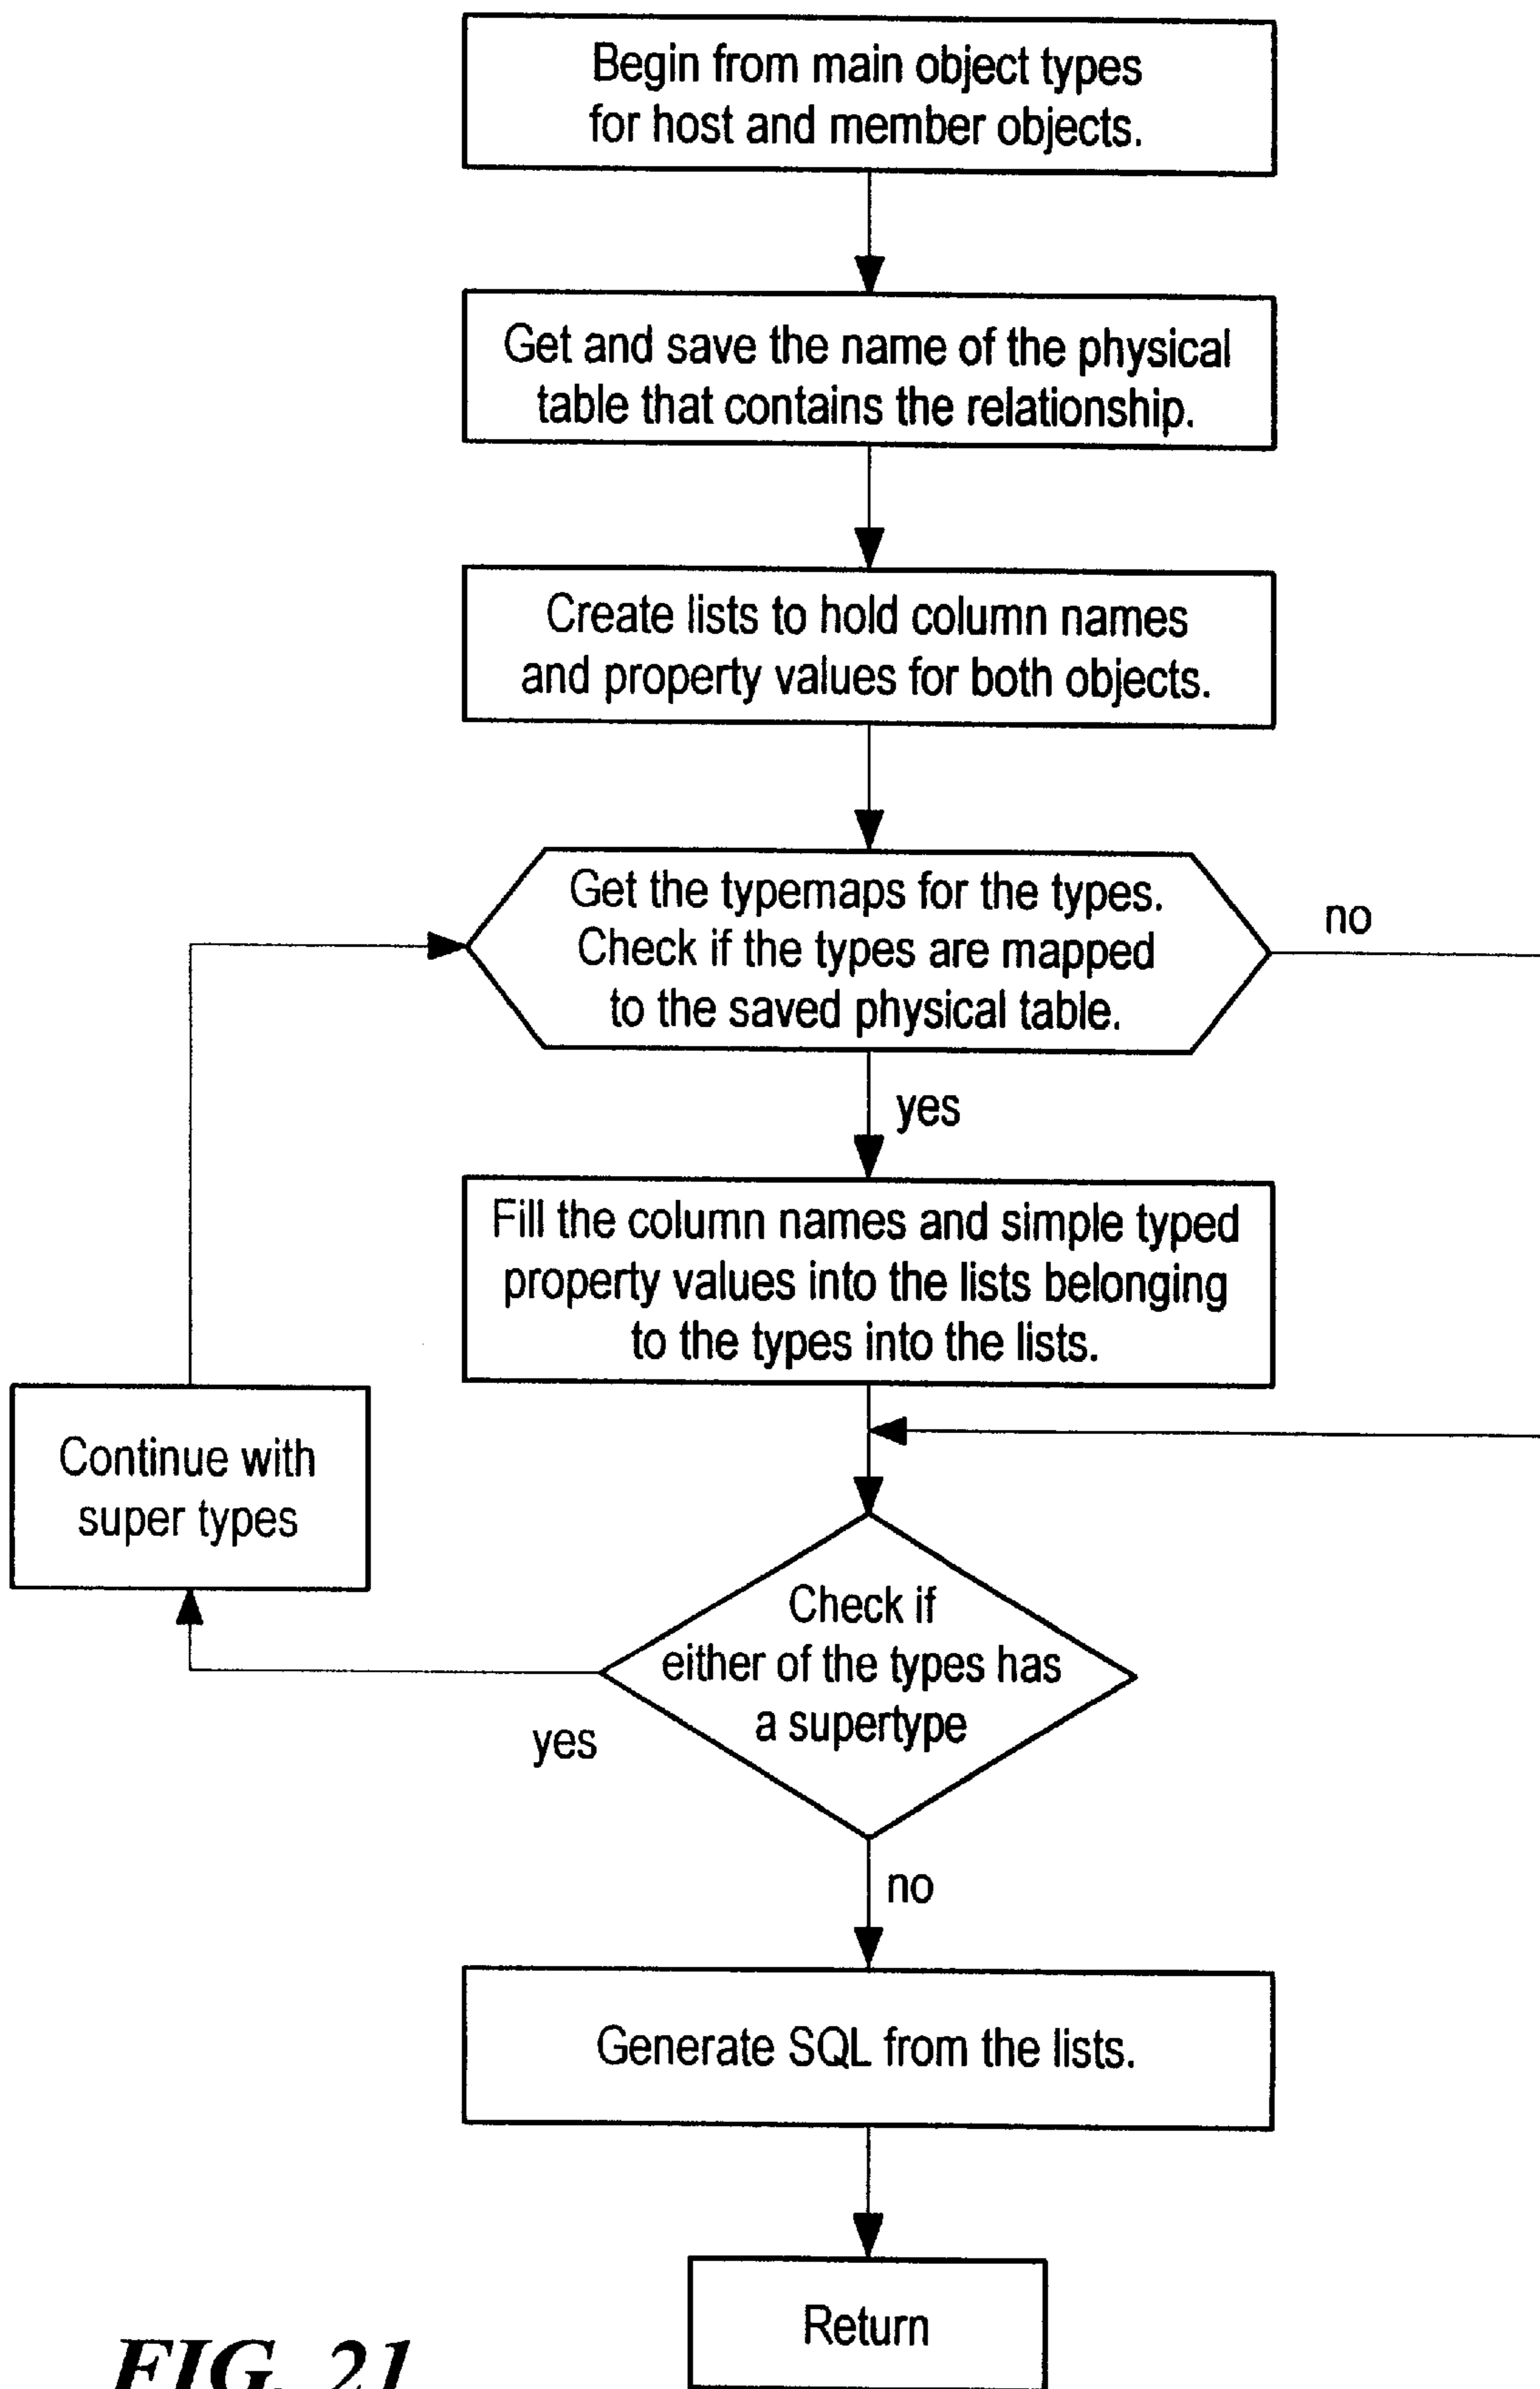 Begin from main object types
for host and member objects.
Get and save the name of the physical
table that contains the relationship.
Create lists to hold column names
and property values for both objects.
Get the typemaps for the types.
Check if the types are mapped
to the saved physical table.
no
yes
Fill the column names and simple typed
property values into the lists belonging
to the types into the lists.
Continue with
super types
Check if
either of the types has
a supertype
yes
no
Generate SQL from the lists.
Return
FIG. 21